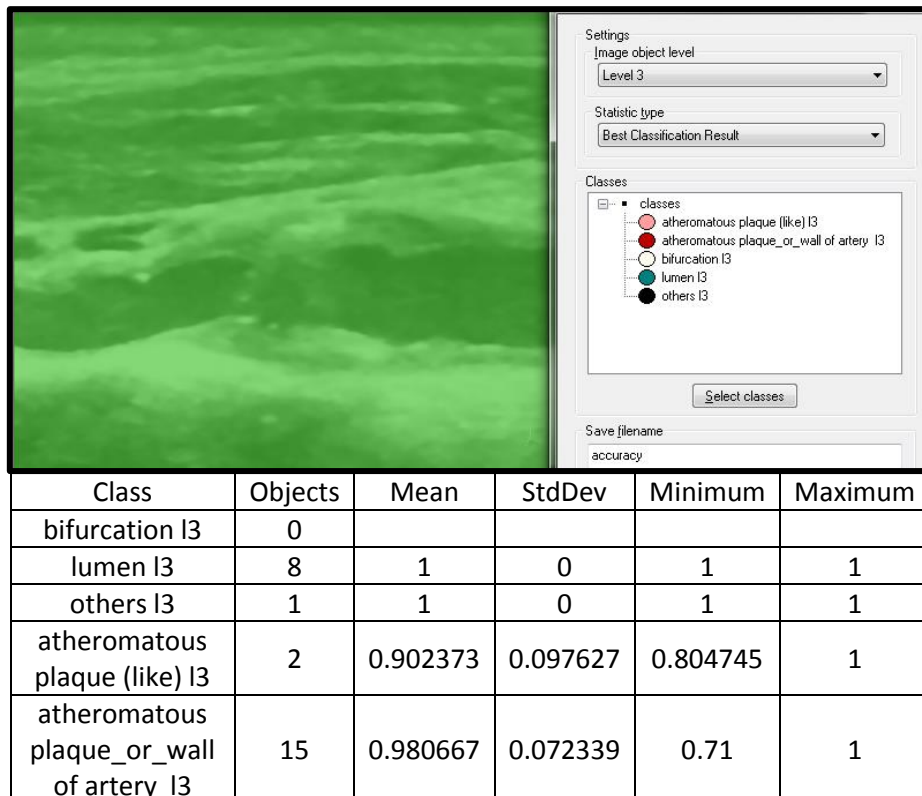 Settings
Image object level
Level 3
Statistic type
Best Classification Result
Classes
classes
atheromatous plaque (like) l3
atheromatous plaque_or_wall of artery l3
bifurcation l3
lumen l3
others l3
Select classes
Save filename
accuracy
Class Objects Mean StdDev Minimum Maximum
bifurcation l3 0
lumen l3 8 1 0 1 1
others l3 1 1 0 1 1
atheromatous
plaque (like) l3 2 0.902373 0.097627 0.804745 1
atheromatous
plaque_or_wall 15 0.980667 0.072339 0.71 1
of artery l3